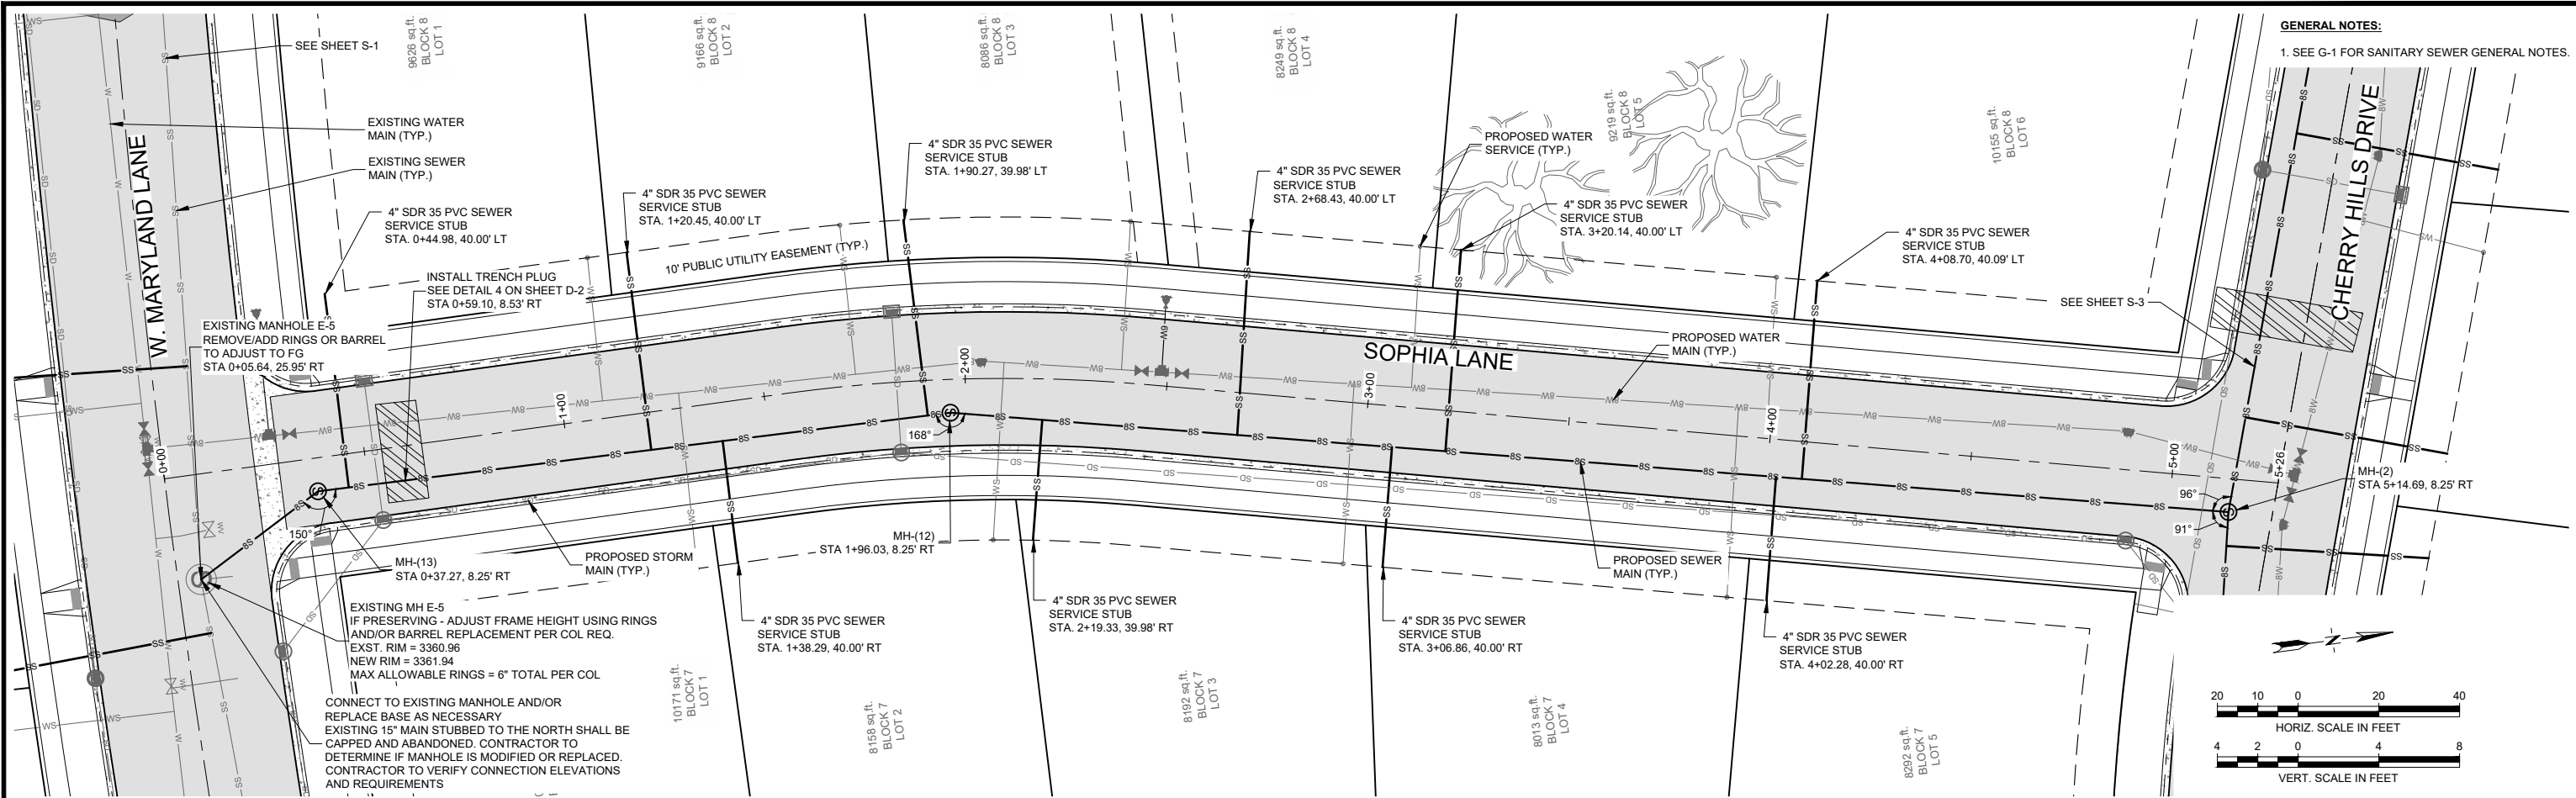 GENERAL NOTES:
1. SEE G-1 FOR SANITARY SEWER GENERAL NOTES.
SEE SHEET S-1
9626 sq.ft.
BLOCK 8
LOT 1
9166 sq.ft.
BLOCK 8
LOT 2
8086 sq.ft.
BLOCK 8
LOT 3
8249 sq.ft.
BLOCK 8
LOT 4
9219 sq.ft.
BLOCK 8
LOT 5
10155 sq.ft.
BLOCK 8
LOT 6
EXISTING WATER
MAIN (TYP.)
EXISTING SEWER
MAIN (TYP.)
W. MARYLAND LANE
4" SDR 35 PVC SEWER
SERVICE STUB
STA. 0+44.98, 40.00' LT
4" SDR 35 PVC SEWER
SERVICE STUB
STA. 1+20.45, 40.00' LT
4" SDR 35 PVC SEWER
SERVICE STUB
STA. 1+90.27, 39.98' LT
4" SDR 35 PVC SEWER
SERVICE STUB
STA. 2+68.43, 40.00' LT
PROPOSED WATER
SERVICE (TYP.)
4" SDR 35 PVC SEWER
SERVICE STUB
STA. 3+20.14, 40.00' LT
4" SDR 35 PVC SEWER
SERVICE STUB
STA. 4+08.70, 40.09' LT
SEE SHEET S-3
CHERRY HILLS DRIVE
10' PUBLIC UTILITY EASEMENT (TYP.)
INSTALL TRENCH PLUG
SEE DETAIL 4 ON SHEET D-2
STA 0+59.10, 8.53' RT
EXISTING MANHOLE E-5
REMOVE/ADD RINGS OR BARREL
TO ADJUST TO FG
STA 0+05.64, 25.95' RT
SOPHIA LANE
PROPOSED WATER
MAIN (TYP.)
0+00
1+00
2+00
3+00
4+00
5+00
5+26
168°
150°
96°
91°
MH-(2)
STA 5+14.69, 8.25' RT
MH-(12)
STA 1+96.03, 8.25' RT
MH-(13)
STA 0+37.27, 8.25' RT
PROPOSED STORM
MAIN (TYP.)
PROPOSED SEWER
MAIN (TYP.)
EXISTING MH E-5
IF PRESERVING - ADJUST FRAME HEIGHT USING RINGS
AND/OR BARREL REPLACEMENT PER COL REQ.
EXST. RIM = 3360.96
NEW RIM = 3361.94
MAX ALLOWABLE RINGS = 6" TOTAL PER COL
CONNECT TO EXISTING MANHOLE AND/OR
REPLACE BASE AS NECESSARY
EXISTING 15" MAIN STUBBED TO THE NORTH SHALL BE
CAPPED AND ABANDONED. CONTRACTOR TO
DETERMINE IF MANHOLE IS MODIFIED OR REPLACED.
CONTRACTOR TO VERIFY CONNECTION ELEVATIONS
AND REQUIREMENTS
4" SDR 35 PVC SEWER
SERVICE STUB
STA. 1+38.29, 40.00' RT
4" SDR 35 PVC SEWER
SERVICE STUB
STA. 2+19.33, 39.98' RT
4" SDR 35 PVC SEWER
SERVICE STUB
STA. 3+06.86, 40.00' RT
4" SDR 35 PVC SEWER
SERVICE STUB
STA. 4+02.28, 40.00' RT
10171 sq.ft.
BLOCK 7
LOT 1
8158 sq.ft.
BLOCK 7
LOT 2
8192 sq.ft.
BLOCK 7
LOT 3
8013 sq.ft.
BLOCK 7
LOT 4
8292 sq.ft.
BLOCK 7
LOT 5
Z
20 10 0 20 40
HORIZ. SCALE IN FEET
4 2 0 4 8
VERT. SCALE IN FEET